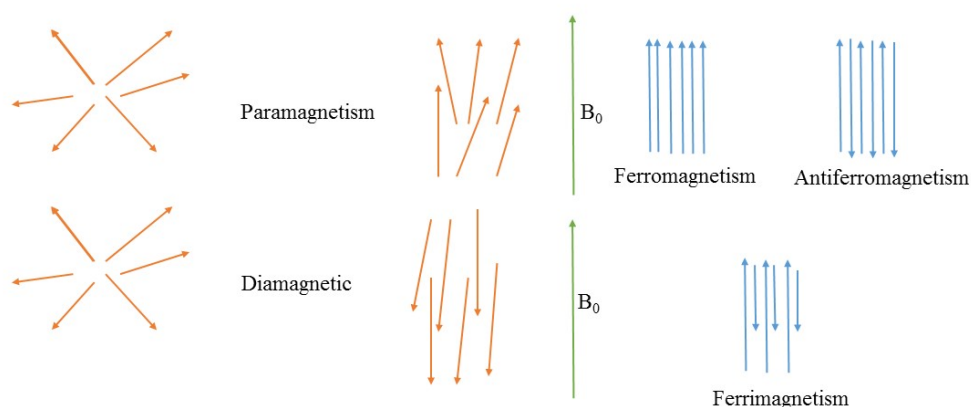 Paramagnetism
B₀
Ferromagnetism
Antiferromagnetism
Diamagnetic
B₀
Ferrimagnetism